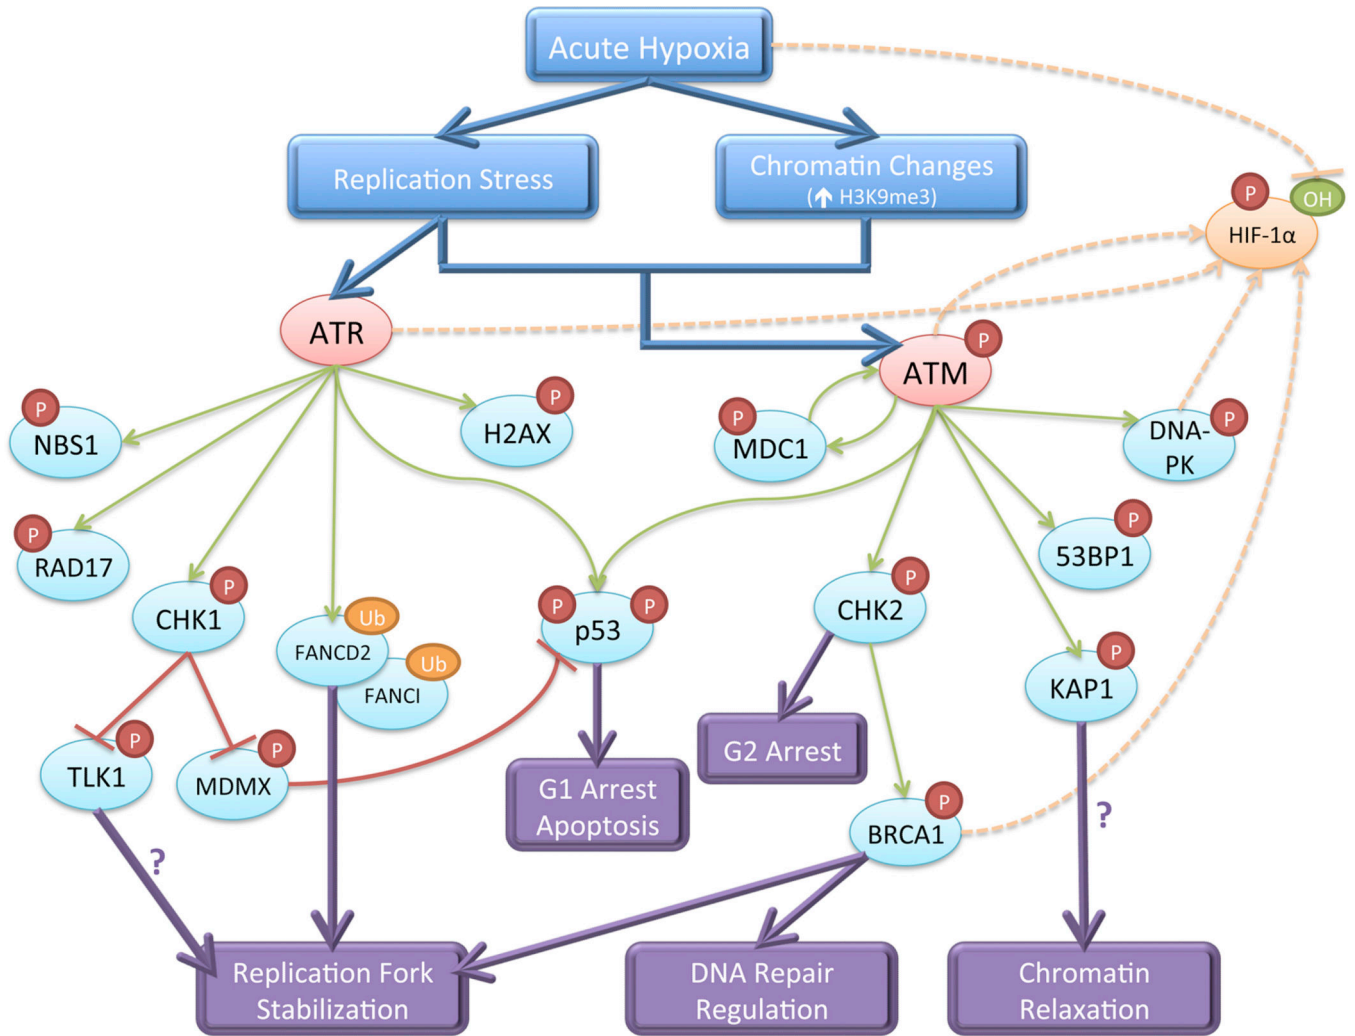 Acute Hypoxia
Replication Stress
Chromatin Changes
(⬆ H3K9me3)
P
OH
HIF-1α
ATR
P
ATM
P
NBS1
P
H2AX
P
MDC1
P
DNA-
PK
P
RAD17
P
53BP1
P
CHK1
Ub
FANCD2
Ub
FANCI
P
P
p53
P
CHK2
P
KAP1
P
TLK1
P
MDMX
G2 Arrest
G1 Arrest
Apoptosis
P
BRCA1
?
?
Replication Fork
Stabilization
DNA Repair
Regulation
Chromatin
Relaxation